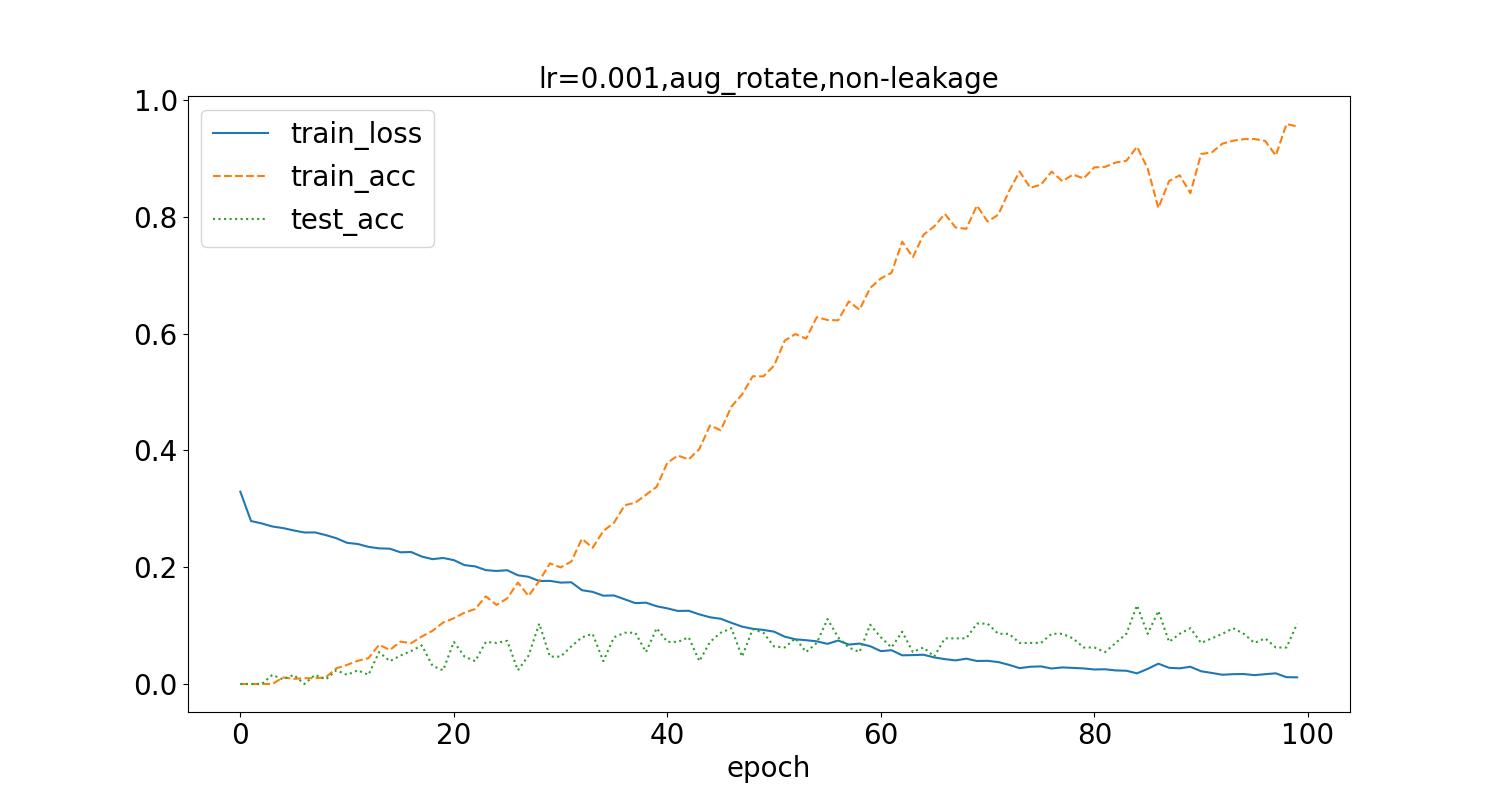 lr=0.001,aug_rotate,non-leakage
1.0
0.8
0.6
0.4
0.2
0.0
train_loss
train_acc
test_acc
0 20 40 60 80 100
epoch